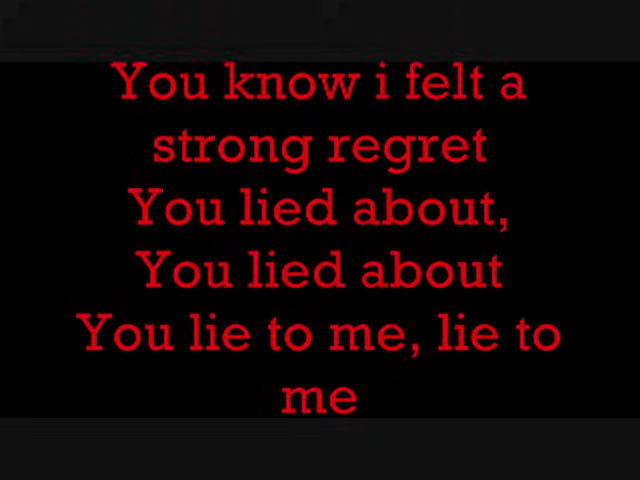 You know i felt a
strong regret
You lied about,
You lied about
You lie to me, lie to
me